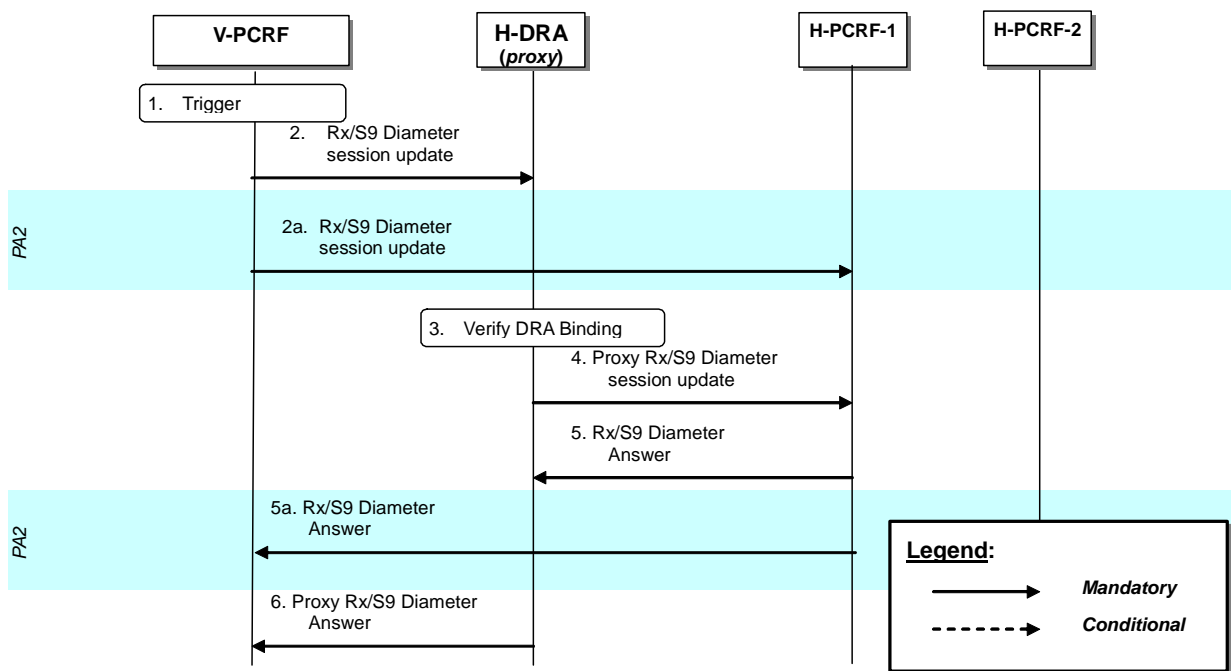 V-PCRF
H-DRA
(proxy)
H-PCRF-1
H-PCRF-2
1. Trigger
2. Rx/S9 Diameter
session update
PA2
2a. Rx/S9 Diameter
session update
3. Verify DRA Binding
4. Proxy Rx/S9 Diameter
session update
5. Rx/S9 Diameter
Answer
PA2
5a. Rx/S9 Diameter
Answer
6. Proxy Rx/S9 Diameter
Answer
Legend:
Mandatory
Conditional